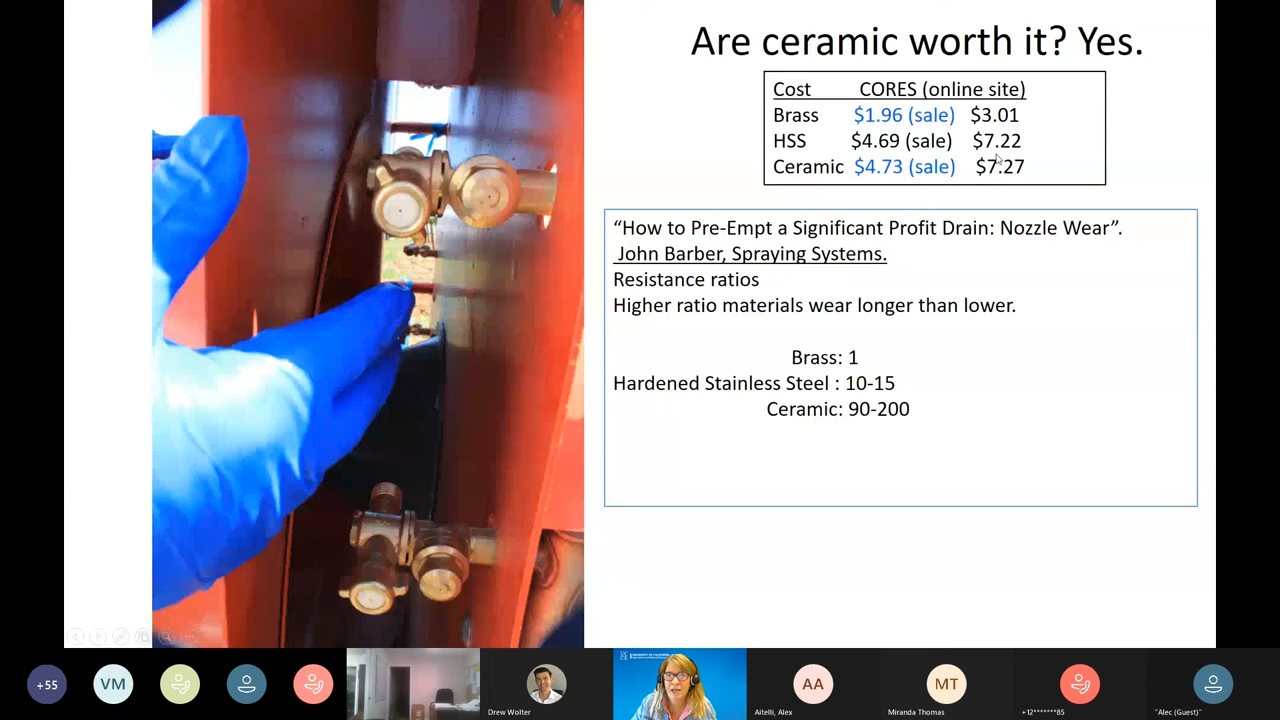 Are ceramic worth it? Yes.
Cost CORES (online site)
Brass $1.96 (sale) $3.01
HSS $4.69 (sale) $7.22
Ceramic $4.73 (sale) $7.27
“How to Pre-Empt a Significant Profit Drain: Nozzle Wear”.
John Barber, Spraying Systems.
Resistance ratios
Higher ratio materials wear longer than lower.
Brass: 1
Hardened Stainless Steel : 10-15
Ceramic: 90-200
+55
VM
AA
MT
Drew Wolter
Aitelli, Alex
Miranda Thomas
+12*******85
"Alec (Guest)"